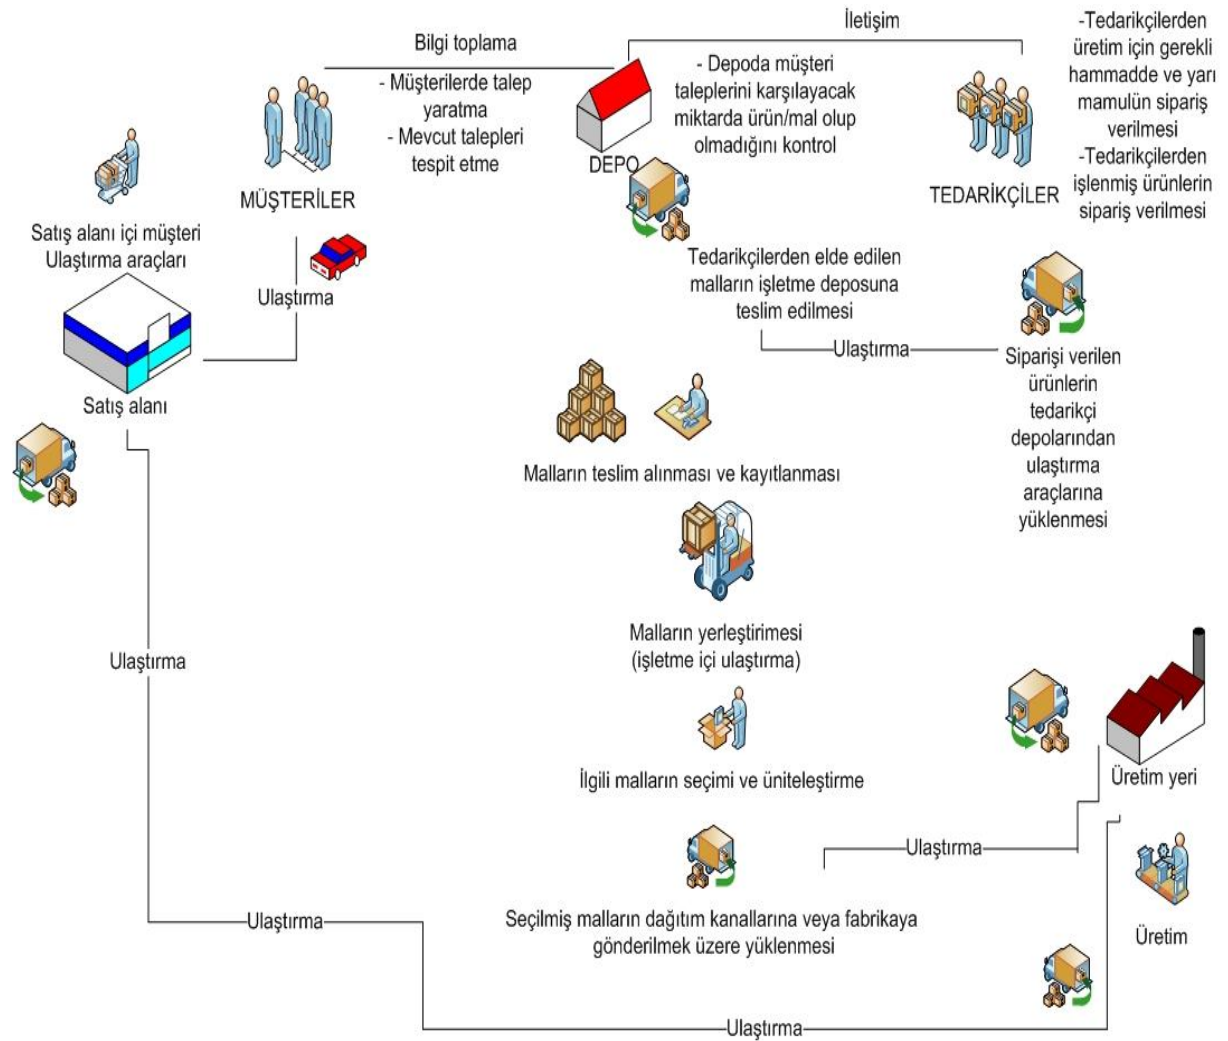 İletişim
Bilgi toplama
- Müşterilerde talep
yaratma
- Mevcut talepleri
tespit etme
- Depoda müşteri
taleplerini karşılayacak
miktarda ürün/mal olup
olmadığını kontrol
-Tedarikçilerden
üretim için gerekli
hammadde ve yarı
mamulün sipariş
verilmesi
-Tedarikçilerden
işlenmiş ürünlerin
sipariş verilmesi
MÜŞTERİLER
DEPO
TEDARİKÇİLER
Satış alanı içi müşteri
Ulaştırma araçları
Ulaştırma
Satış alanı
Tedarikçilerden elde edilen
malların işletme deposuna
teslim edilmesi
Ulaştırma
Siparişi verilen
ürünlerin
tedarikçi
depolarından
ulaştırma
araçlarına
yüklenmesi
Malların teslim alınması ve kayıtlanması
Malların yerleştirimesi
(işletme içi ulaştırma)
Ulaştırma
İlgili malların seçimi ve üniteleştirme
Üretim yeri
Ulaştırma
Seçilmiş malların dağıtım kanallarına veya fabrikaya
gönderilmek üzere yüklenmesi
Ulaştırma
Üretim
Ulaştırma